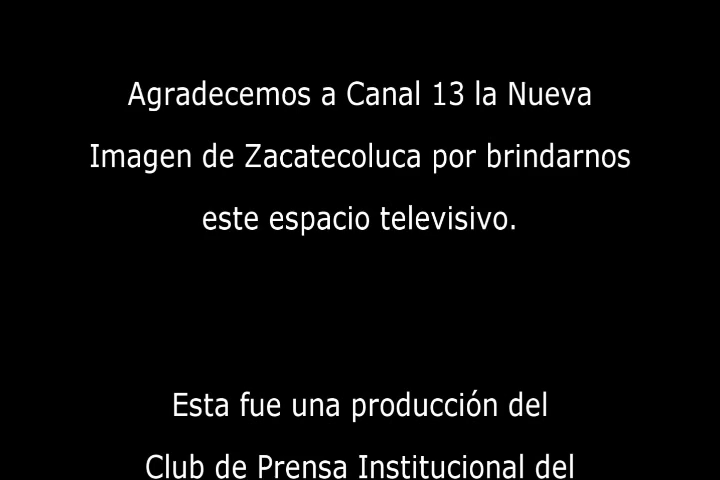 Agradecemos a Canal 13 la Nueva
Imagen de Zacatecoluca por brindarnos
este espacio televisivo.
Esta fue una producción del
Club de Prensa Institucional del